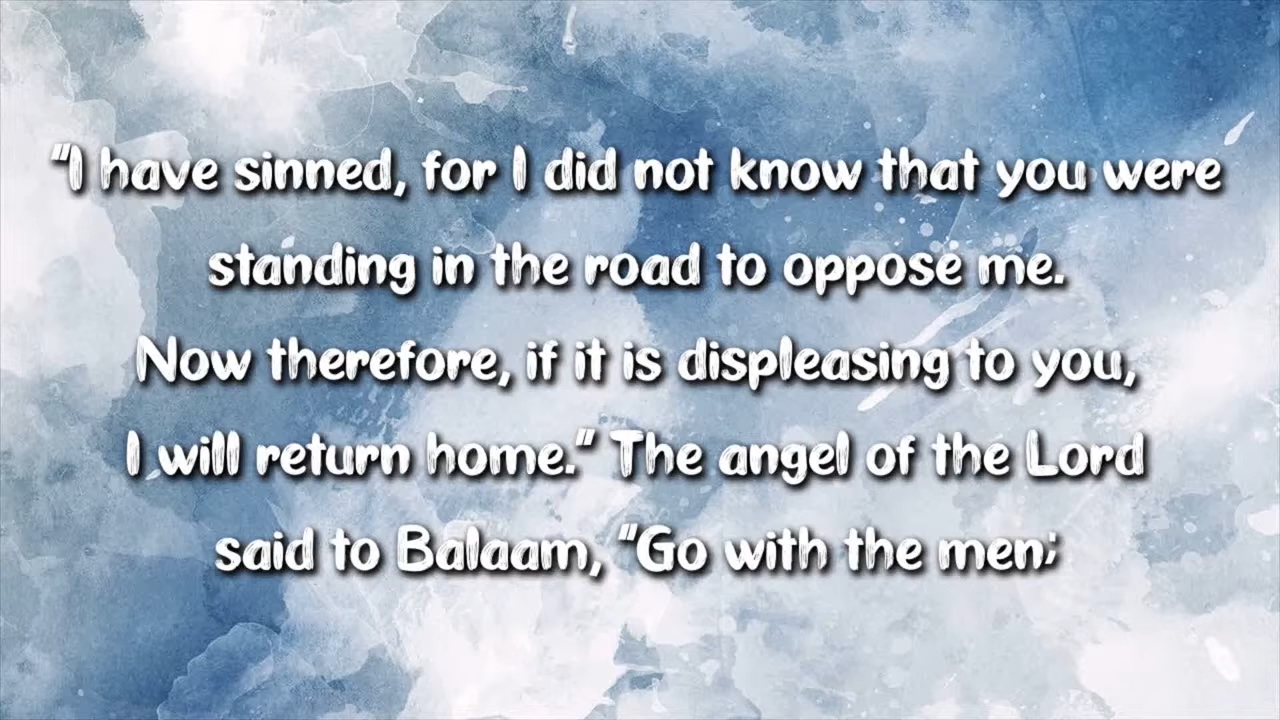 "I have sinned, for I did not know that you were
standing in the road to oppose me.
Now therefore, if it is displeasing to you,
I will return home." The angel of the Lord
said to Balaam, "Go with the men;